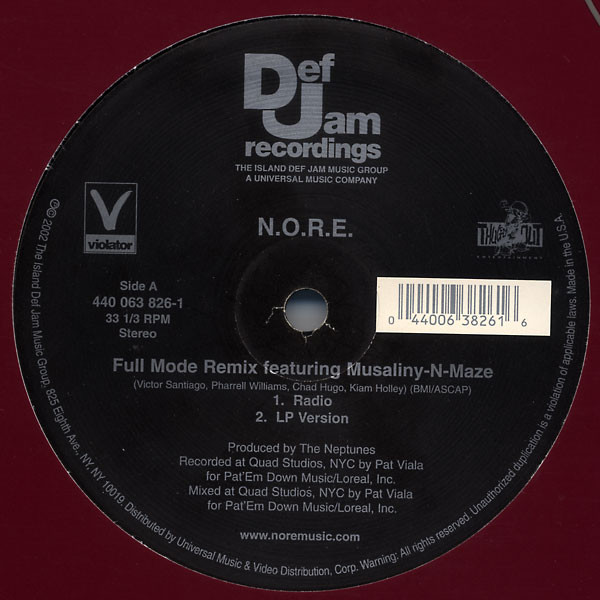 Def
Jam
recordings
THE ISLAND DEF JAM MUSIC GROUP
A UNIVERSAL MUSIC COMPANY
V
violator
N.O.R.E.
ENTERTAINMENT
Side A
440 063 826-1
33 1/3 RPM
Stereo
0 44006 38261 6
Full Mode Remix featuring Musaliny-N-Maze
(Victor Santiago, Pharrell Williams, Chad Hugo, Kiam Holley) (BMI/ASCAP)
1. Radio
2. LP Version
Produced by The Neptunes
Recorded at Quad Studios, NYC by Pat Viala
for Pat'Em Down Music/Loreal, Inc.
Mixed at Quad Studios, NYC by Pat Viala
for Pat'Em Down Music/Loreal, Inc.
www.noremusic.com
℗© 2002 The Island Def Jam Music Group, 825 Eighth Ave., NY, NY 10019. Distributed by Universal Music & Video Distribution, Corp. Warning: All rights reserved. Unauthorized duplication is a violation of applicable laws. Made in the U.S.A.